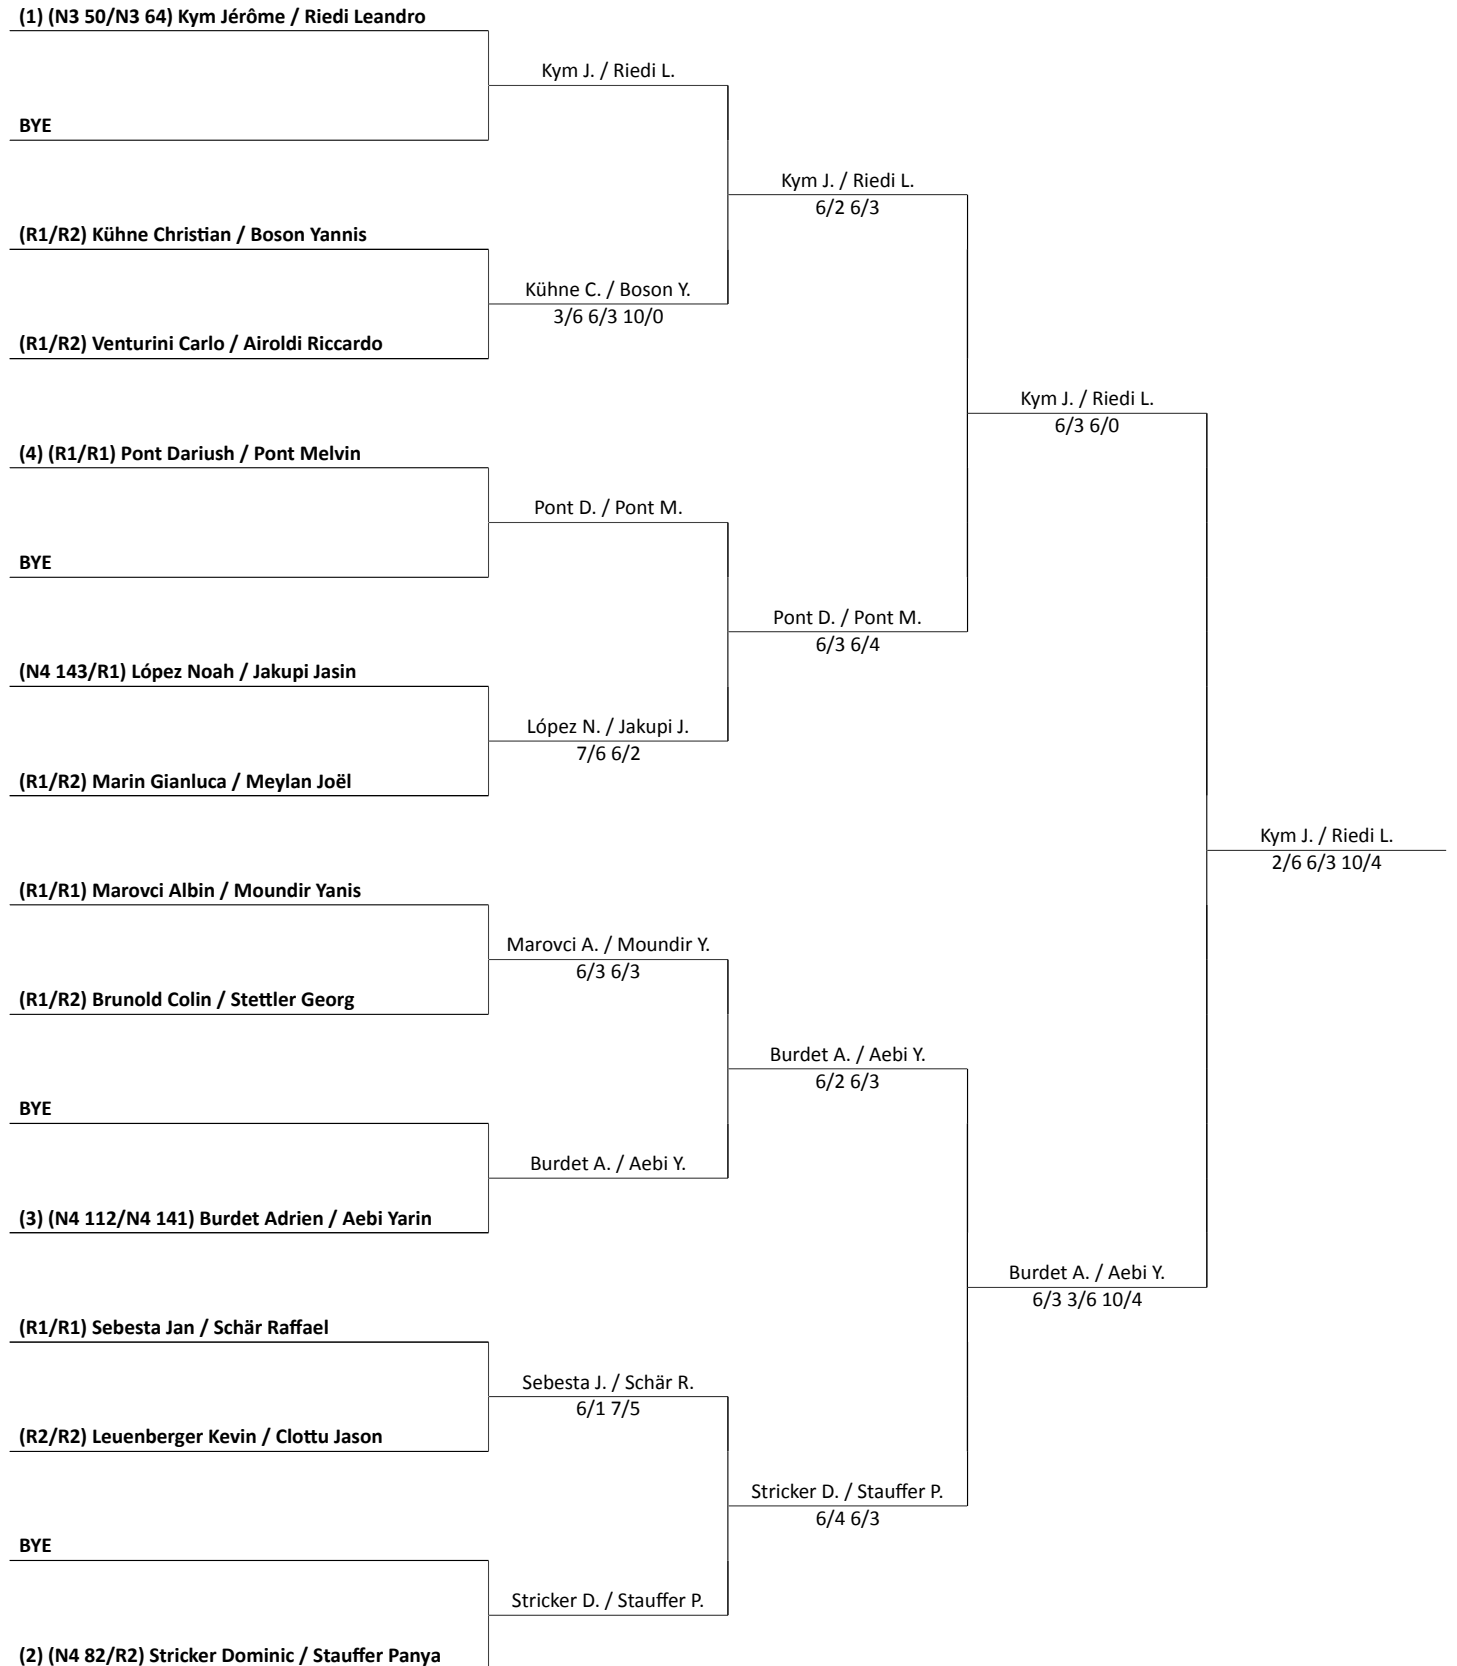 (1) (N3 50/N3 64) Kym Jérôme / Riedi Leandro
Kym J. / Riedi L.
BYE
Kym J. / Riedi L.
6/2 6/3
(R1/R2) Kühne Christian / Boson Yannis
Kühne C. / Boson Y.
3/6 6/3 10/0
(R1/R2) Venturini Carlo / Airoldi Riccardo
Kym J. / Riedi L.
6/3 6/0
(4) (R1/R1) Pont Dariush / Pont Melvin
Pont D. / Pont M.
BYE
Pont D. / Pont M.
6/3 6/4
(N4 143/R1) López Noah / Jakupi Jasin
López N. / Jakupi J.
7/6 6/2
(R1/R2) Marin Gianluca / Meylan Joël
Kym J. / Riedi L.
2/6 6/3 10/4
(R1/R1) Marovci Albin / Moundir Yanis
Marovci A. / Moundir Y.
6/3 6/3
(R1/R2) Brunold Colin / Stettler Georg
Burdet A. / Aebi Y.
6/2 6/3
BYE
Burdet A. / Aebi Y.
(3) (N4 112/N4 141) Burdet Adrien / Aebi Yarin
Burdet A. / Aebi Y.
6/3 3/6 10/4
(R1/R1) Sebesta Jan / Schär Raffael
Sebesta J. / Schär R.
6/1 7/5
(R2/R2) Leuenberger Kevin / Clottu Jason
Stricker D. / Stauffer P.
6/4 6/3
BYE
Stricker D. / Stauffer P.
(2) (N4 82/R2) Stricker Dominic / Stauffer Panya